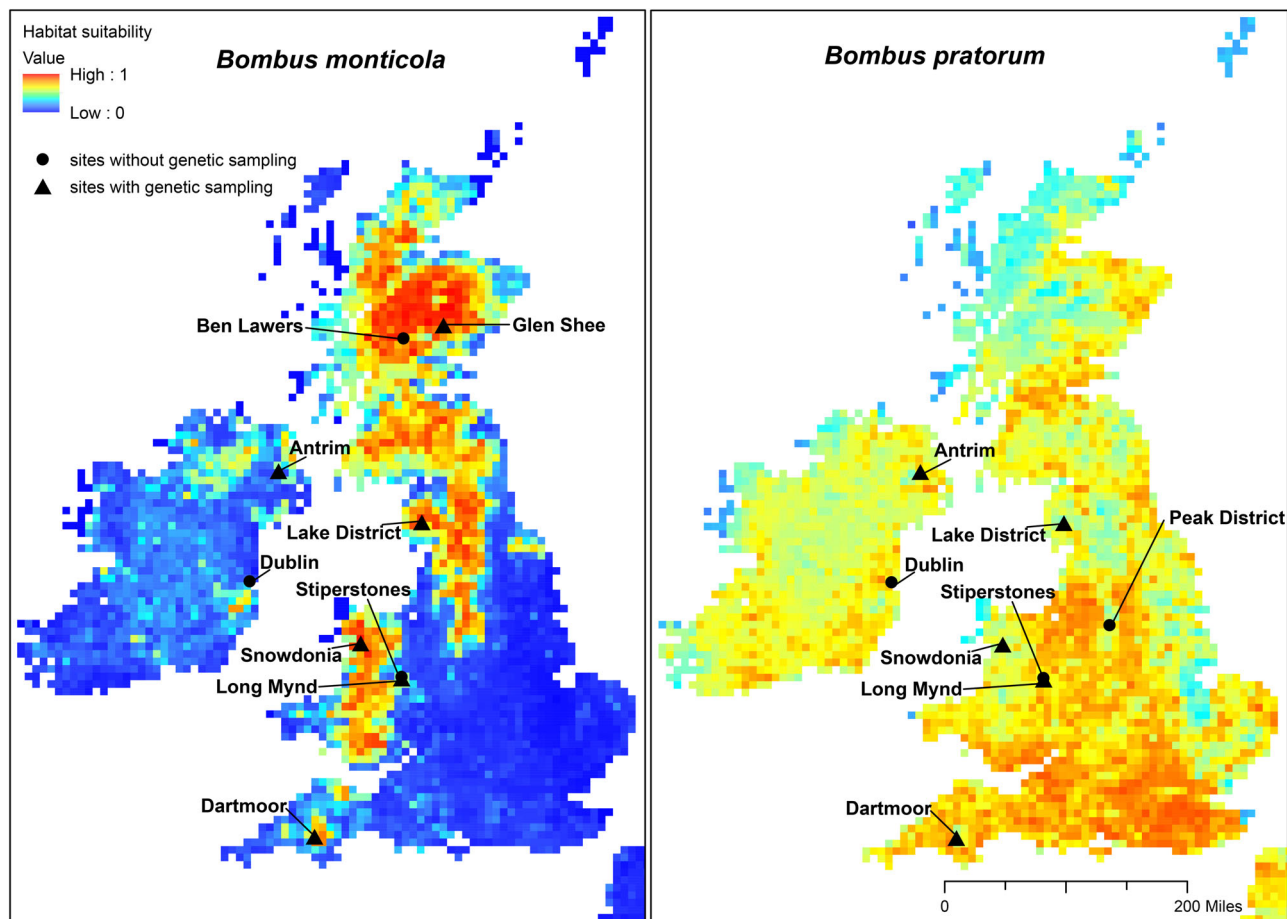 Habitat suitability
Value
High : 1
Low : 0
sites without genetic sampling
sites with genetic sampling
Bombus monticola
Ben Lawers
Glen Shee
Antrim
Lake District
Dublin
Stiperstones
Snowdonia
Long Mynd
Dartmoor
Bombus pratorum
Antrim
Lake District
Peak District
Dublin
Stiperstones
Snowdonia
Long Mynd
Dartmoor
0 200 Miles